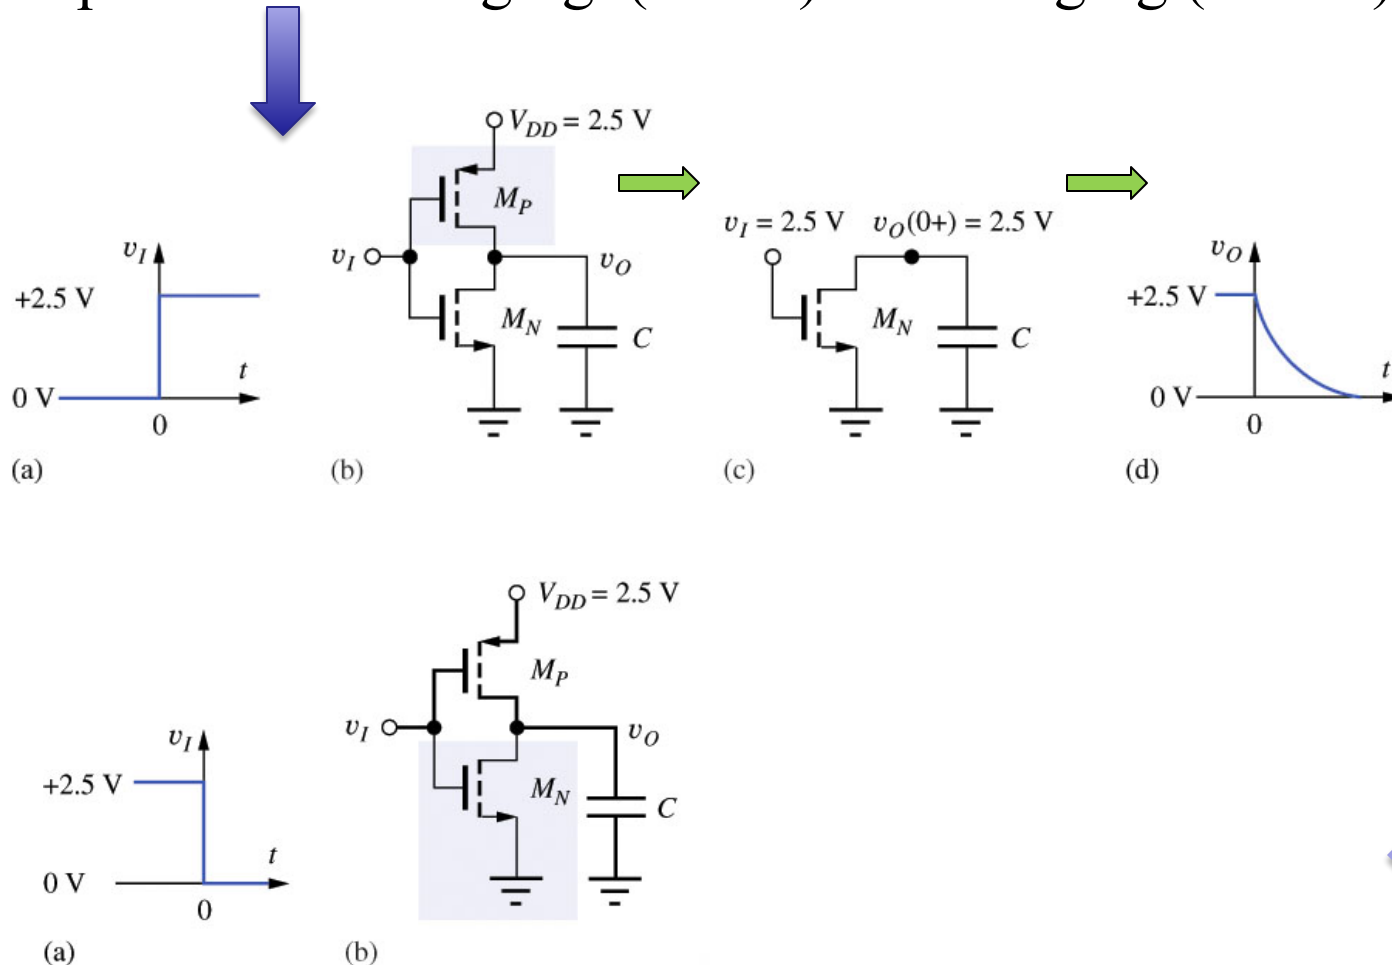 V_DD = 2.5 V
M_P
v_I = 2.5 V v_O(0+) = 2.5 V
v_I
v_I
v_O
v_O
+2.5 V
+2.5 V
M_N
M_N
C
C
t
t
0 V
0 V
0
0
(a) (b) (c) (d)
V_DD = 2.5 V
M_P
v_I
v_I
v_O
+2.5 V
M_N
C
t
0 V
0
(a) (b)